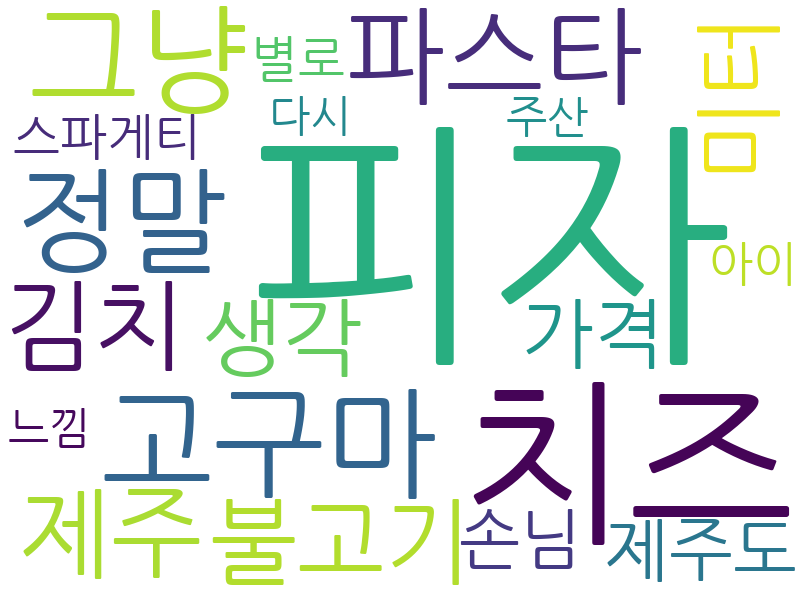 그냥
별로
파스타
미터
스파게티
다시
주산
정말
피자
아이
김치
생각
가격
느낌
고구마
치즈
제주
불고기
손님
제주도